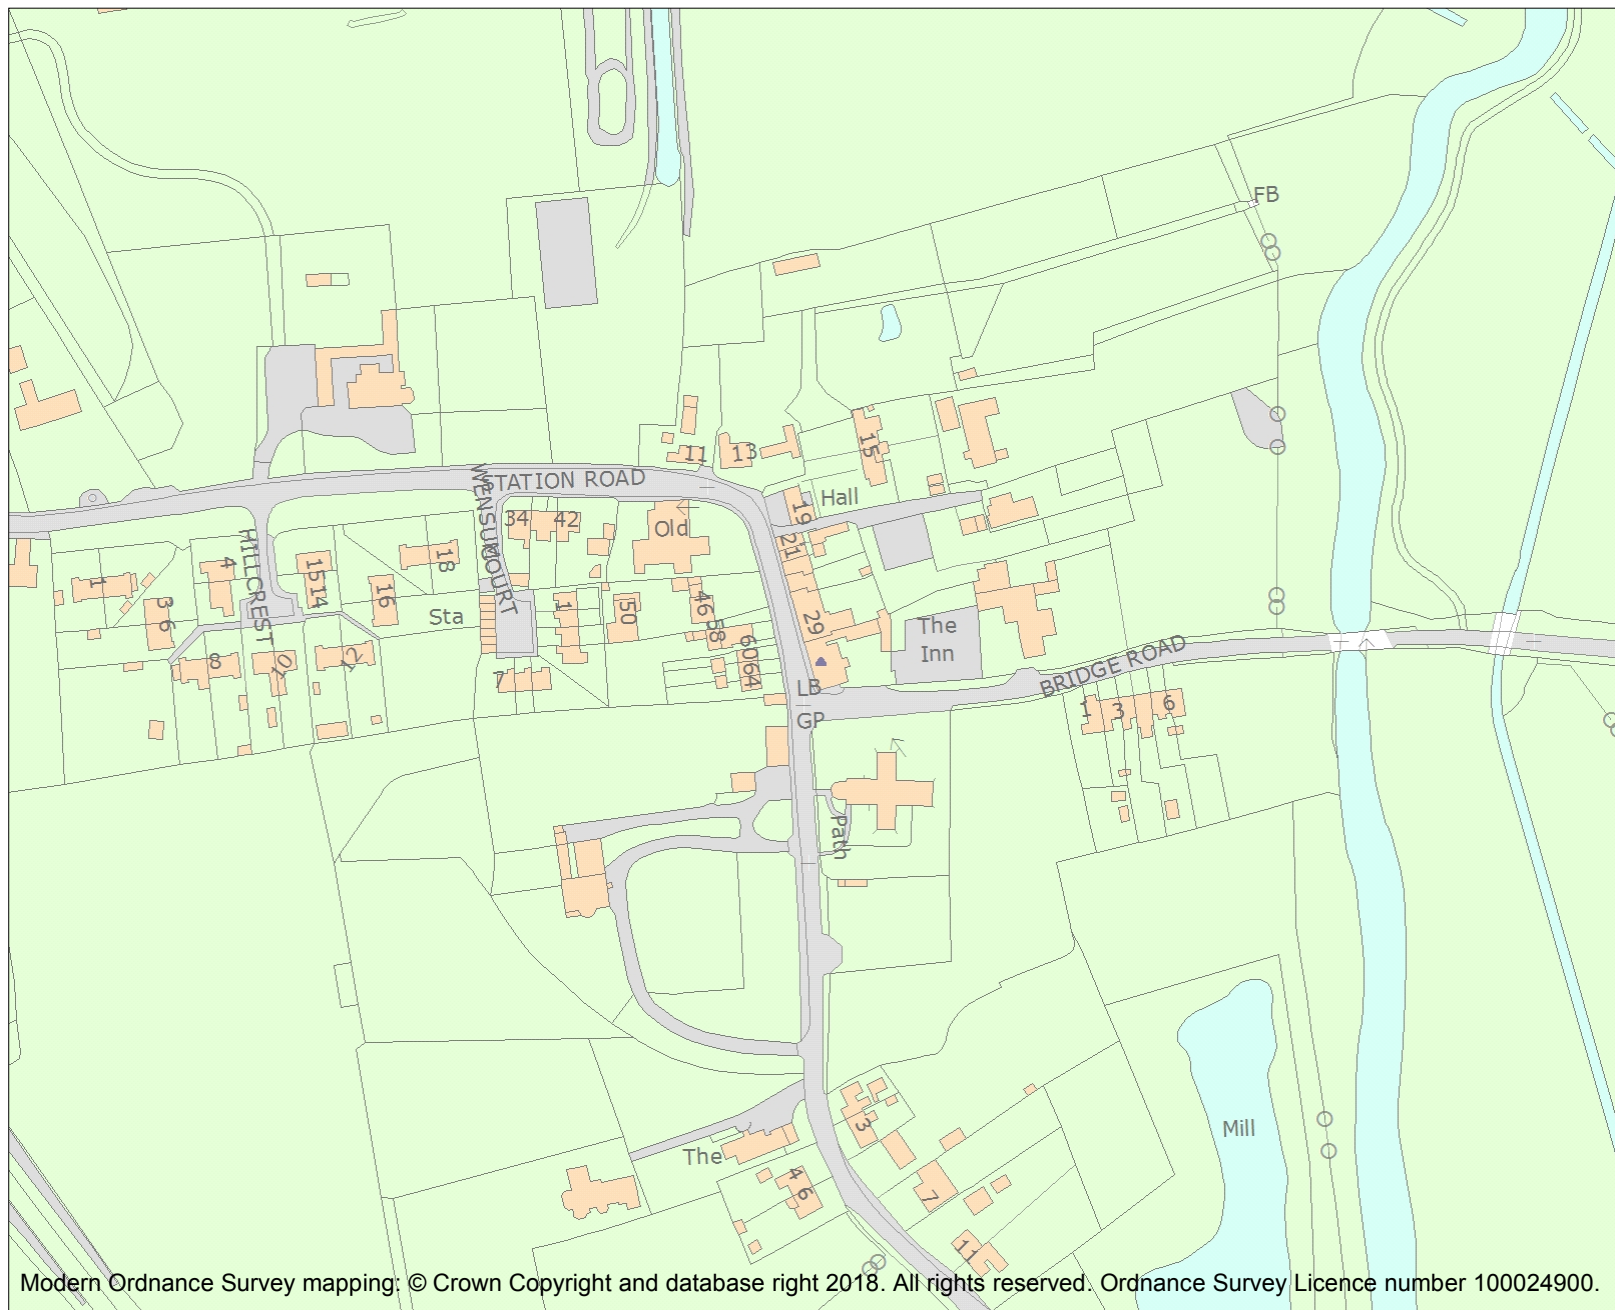 FB
11
13
15
STATION ROAD
WENSUM
COURT
Hall
19
34
42
Old
21
HILLCREST
4
18
1
15
14
16
3
6
Sta
1
50
46
58
29
The
Inn
60
64
8
10
12
7
LB
GP
BRIDGE ROAD
1
3
6
Path
3
Mill
The
4
6
7
11
Modern Ordnance Survey mapping: © Crown Copyright and database right 2018. All rights reserved. Ordnance Survey Licence number 100024900.